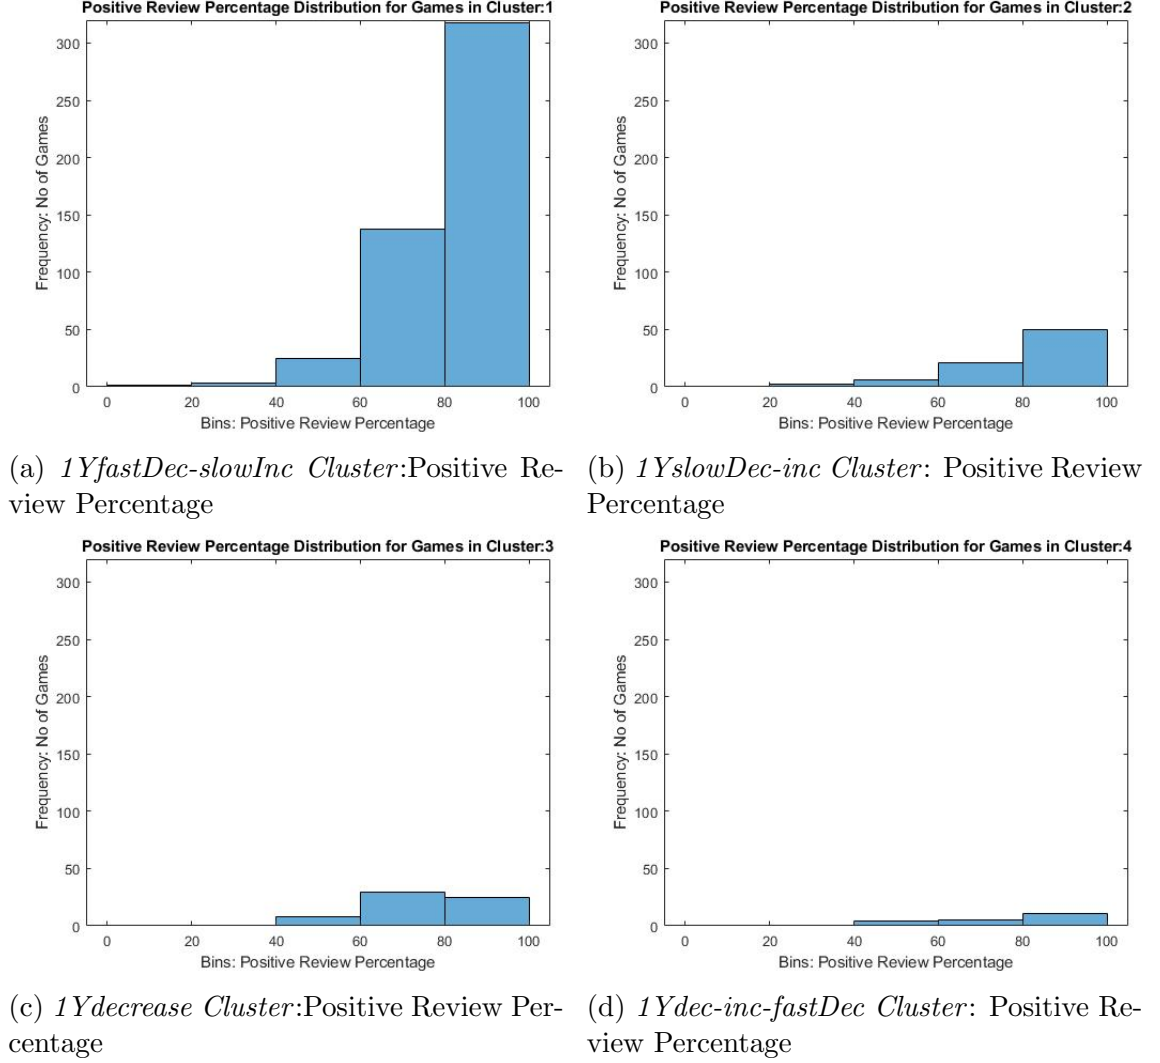 Positive Review Percentage Distribution for Games in Cluster:1
300
250
200
150
100
50
0
Frequency: No of Games
0 20 40 60 80 100
Bins: Positive Review Percentage
(a) 1YfastDec-slowInc Cluster:Positive Re-
view Percentage
Positive Review Percentage Distribution for Games in Cluster:2
300
250
200
150
100
50
0
Frequency: No of Games
0 20 40 60 80 100
Bins: Positive Review Percentage
(b) 1YslowDec-inc Cluster: Positive Review
Percentage
Positive Review Percentage Distribution for Games in Cluster:3
300
250
200
150
100
50
0
Frequency: No of Games
0 20 40 60 80 100
Bins: Positive Review Percentage
(c) 1Ydecrease Cluster:Positive Review Per-
centage
Positive Review Percentage Distribution for Games in Cluster:4
300
250
200
150
100
50
0
Frequency: No of Games
0 20 40 60 80 100
Bins: Positive Review Percentage
(d) 1Ydec-inc-fastDec Cluster: Positive Re-
view Percentage